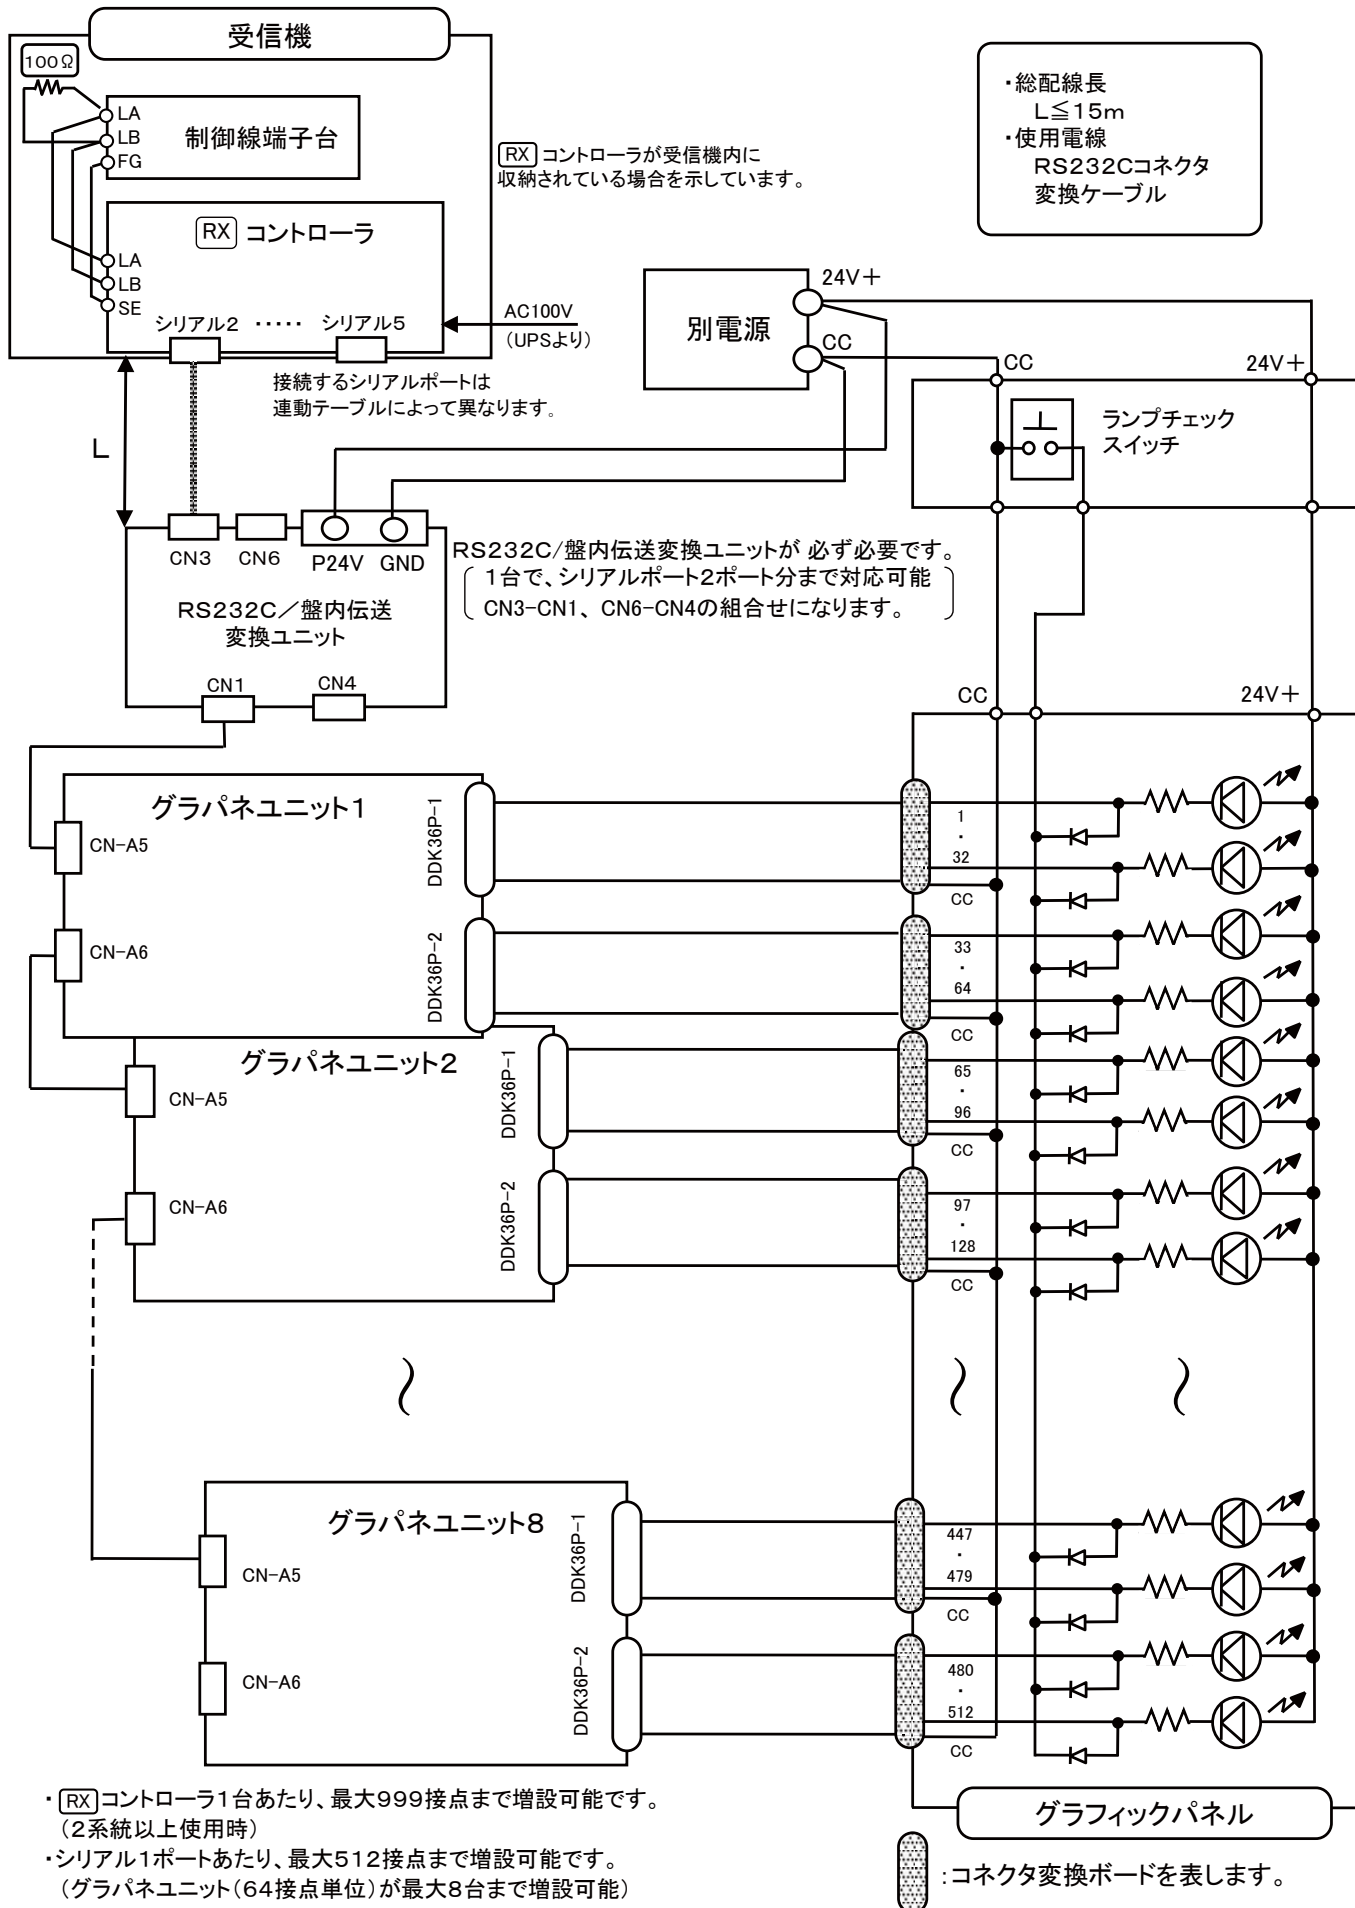 受信機
100Ω
LA
LB
FG
制御線端子台
・総配線長
L≦15m
・使用電線
RS232Cコネクタ
変換ケーブル
RX コントローラが受信機内に
収納されている場合を示しています。
RX コントローラ
LA
LB
SE
シリアル2 ・・・・・ シリアル5
AC100V
(UPSより)
接続するシリアルポートは
連動テーブルによって異なります。
別電源
24V+
CC
CC
24V+
ランプチェック
スイッチ
L
CN3
CN6
P24V
GND
RS232C/盤内伝送変換ユニットが 必ず必要です。
1台で、シリアルポート2ポート分まで対応可能
CN3-CN1、CN6-CN4の組合せになります。
RS232C/盤内伝送
変換ユニット
CN1
CN4
CC
24V+
グラパネユニット1
CN-A5
CN-A6
DDK36P-1
DDK36P-2
1
・
32
CC
33
・
64
CC
グラパネユニット2
CN-A5
CN-A6
DDK36P-1
DDK36P-2
65
・
96
CC
97
・
128
CC
グラパネユニット8
CN-A5
CN-A6
DDK36P-1
DDK36P-2
447
・
479
CC
480
・
512
CC
・RX コントローラ1台あたり、最大999接点まで増設可能です。
(2系統以上使用時)
・シリアル1ポートあたり、最大512接点まで増設可能です。
(グラパネユニット(64接点単位)が最大8台まで増設可能)
グラフィックパネル
:コネクタ変換ボードを表します。